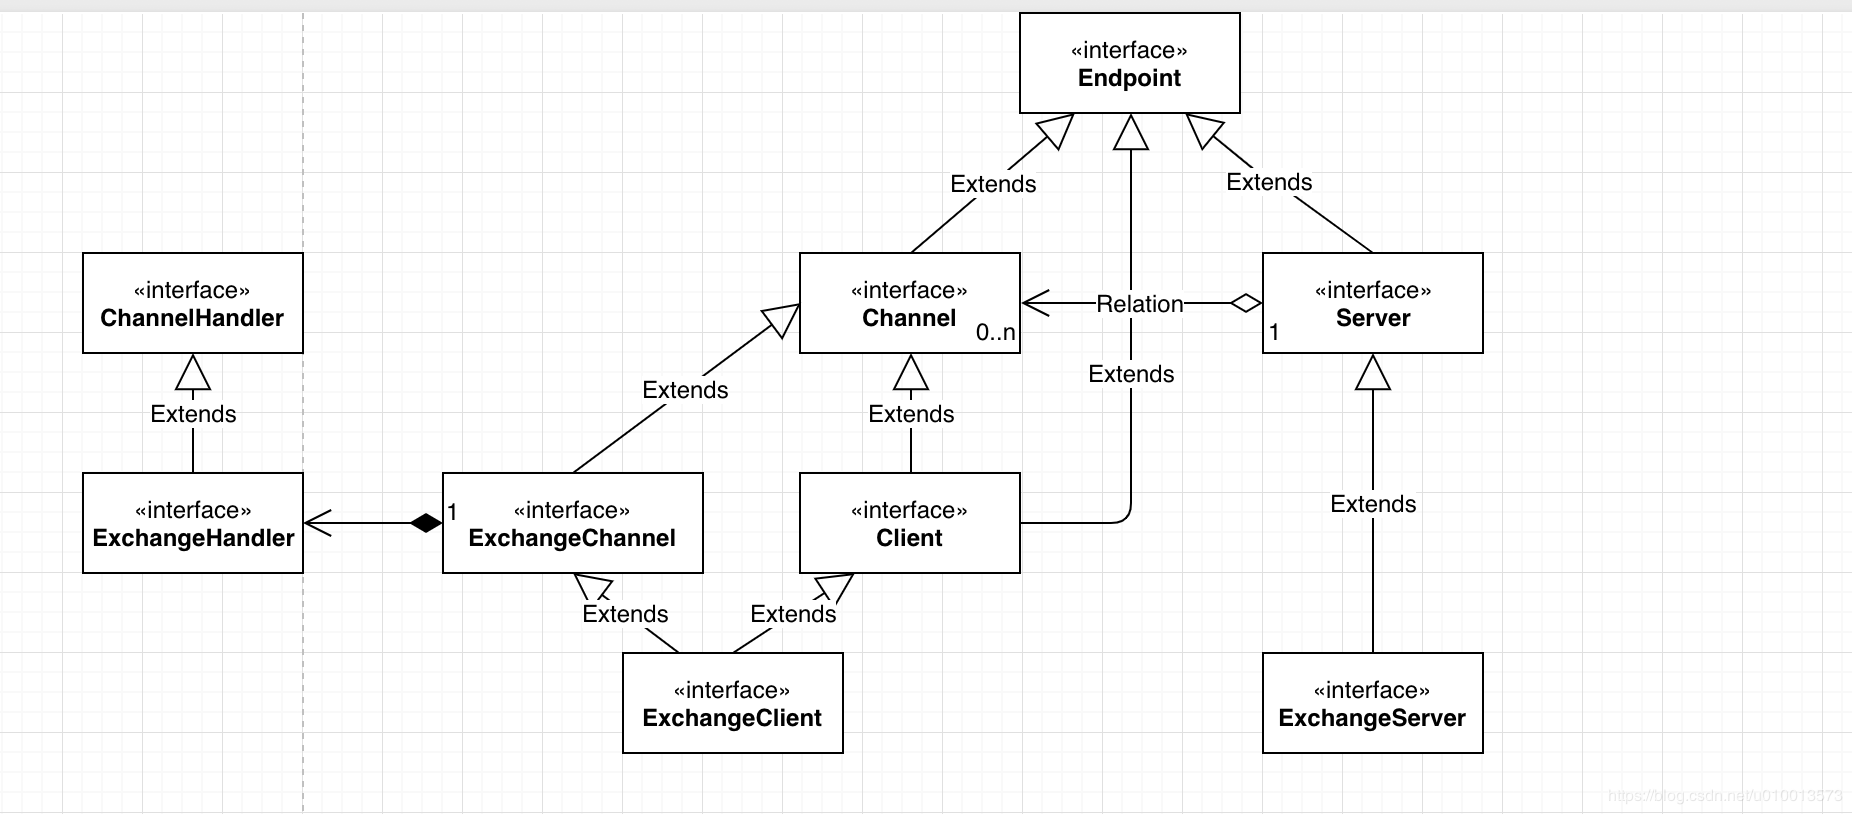 «interface»
Endpoint
Extends
Extends
«interface»
ChannelHandler
«interface»
Channel
0..n
Relation
«interface»
Server
1
Extends
Extends
Extends
Extends
Extends
«interface»
ExchangeHandler
1
«interface»
ExchangeChannel
«interface»
Client
Extends
Extends
«interface»
ExchangeClient
«interface»
ExchangeServer
https://blog.csdn.net/u010013573